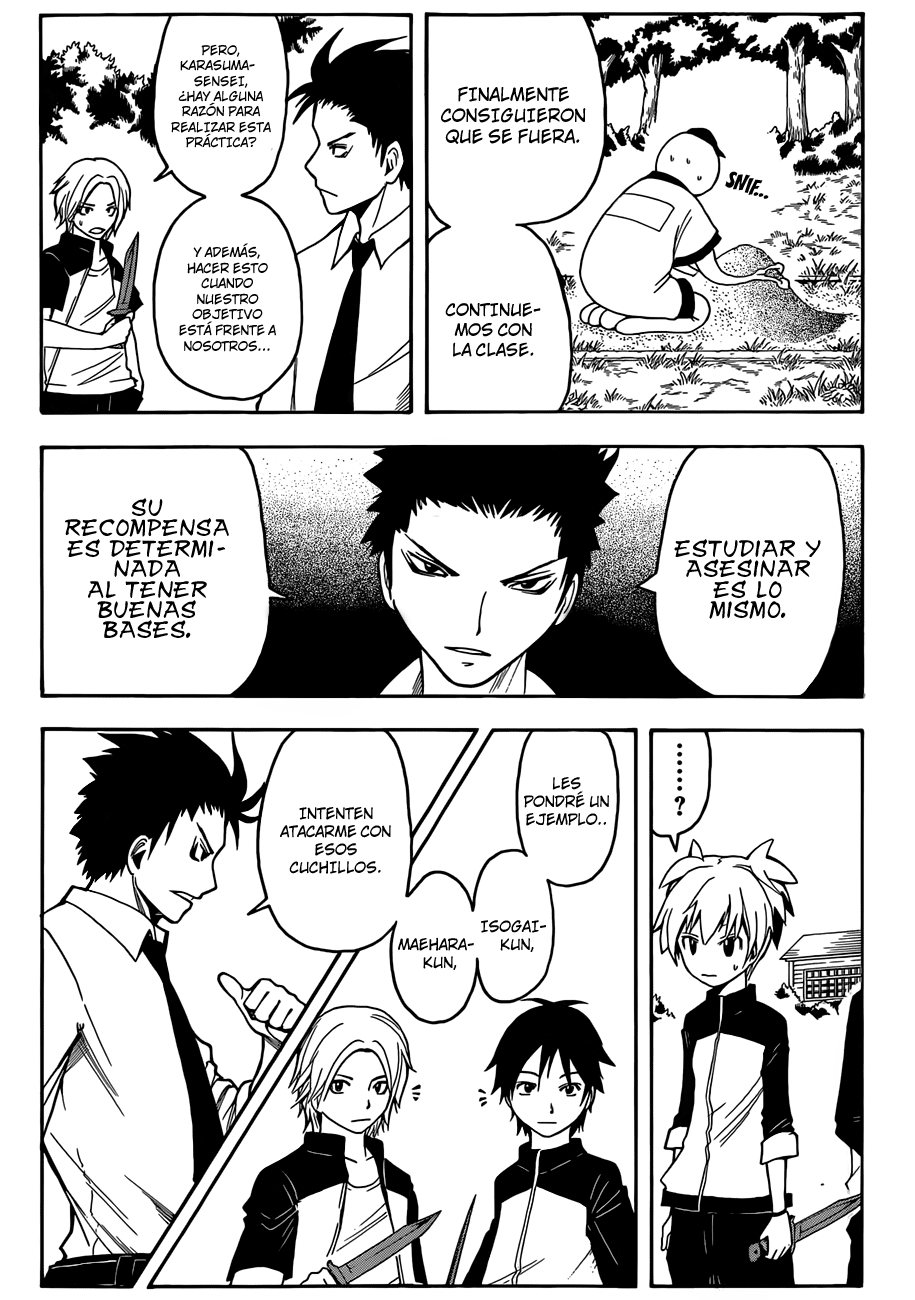 FINALMENTE
CONSIGUIERON
QUE SE FUERA.
SNIF...
CONTINUE-
MOS CON
LA CLASE.
PERO,
KARASUMA-
SENSEI,
¿HAY ALGUNA
RAZÓN PARA
REALIZAR ESTA
PRÁCTICA?
Y ADEMÁS,
HACER ESTO
CUANDO
NUESTRO
OBJETIVO
ESTÁ FRENTE A
NOSOTROS...
ESTUDIAR Y
ASESINAR
ES LO
MISMO.
SU
RECOMPENSA
ES DETERMI-
NADA
AL TENER
BUENAS
BASES.
........?
LES
PONDRÉ UN
EJEMPLO..
ISOGAI-
KUN,
MAEHARA-
KUN,
INTENTEN
ATACARME CON
ESOS
CUCHILLOS.